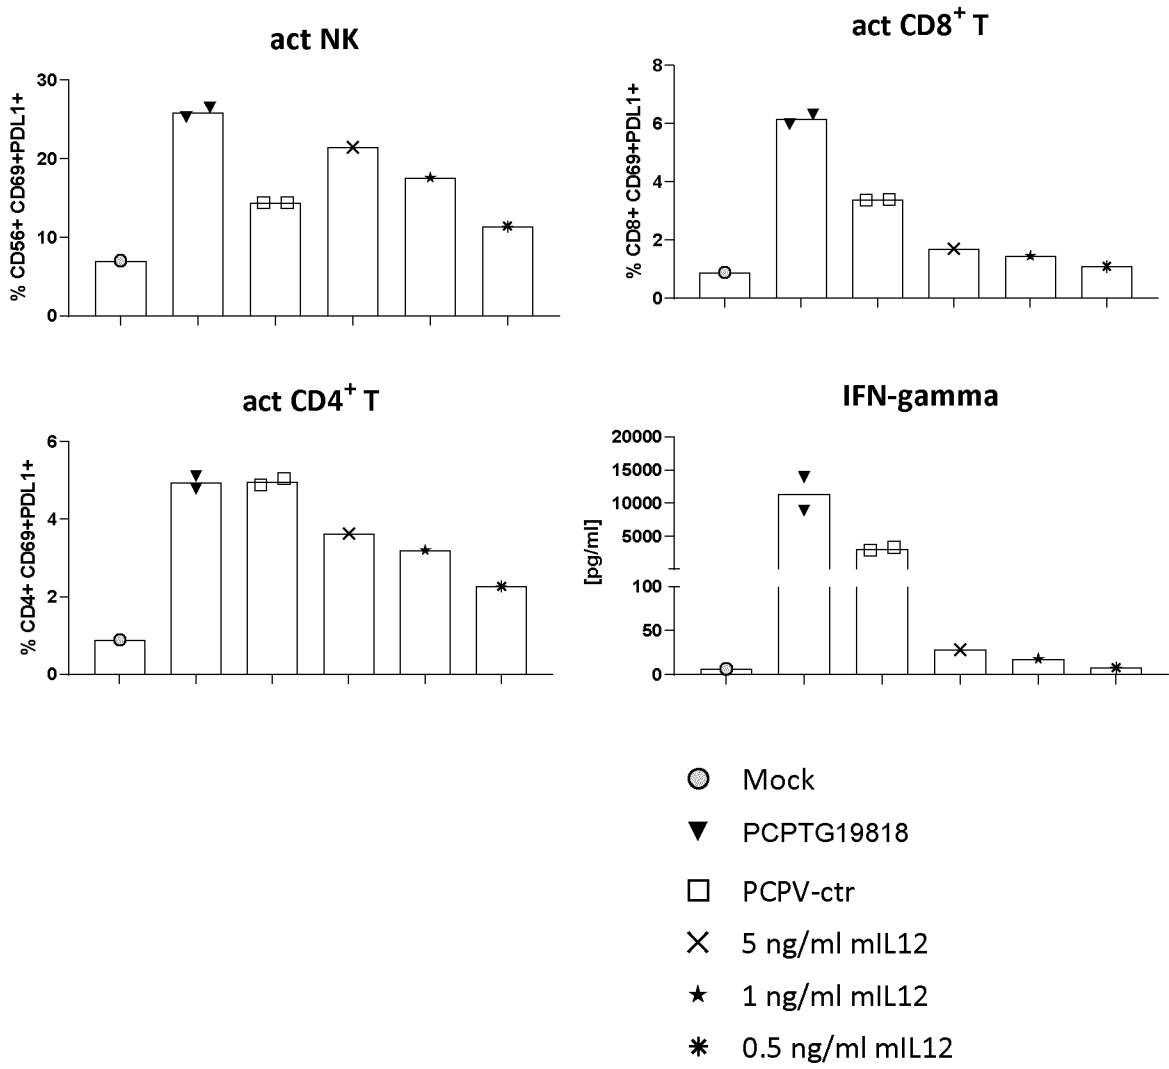 act NK
% CD56+ CD69+PDL1+
30
20
10
0
act CD8+ T
% CD8+ CD69+PDL1+
8
6
4
2
0
act CD4+ T
% CD4+ CD69+PDL1+
6
4
2
0
IFN-gamma
[pg/ml]
20000
15000
10000
5000
100
50
0
Mock
PCPTG19818
PCPV-ctr
5 ng/ml mIL12
1 ng/ml mIL12
0.5 ng/ml mIL12